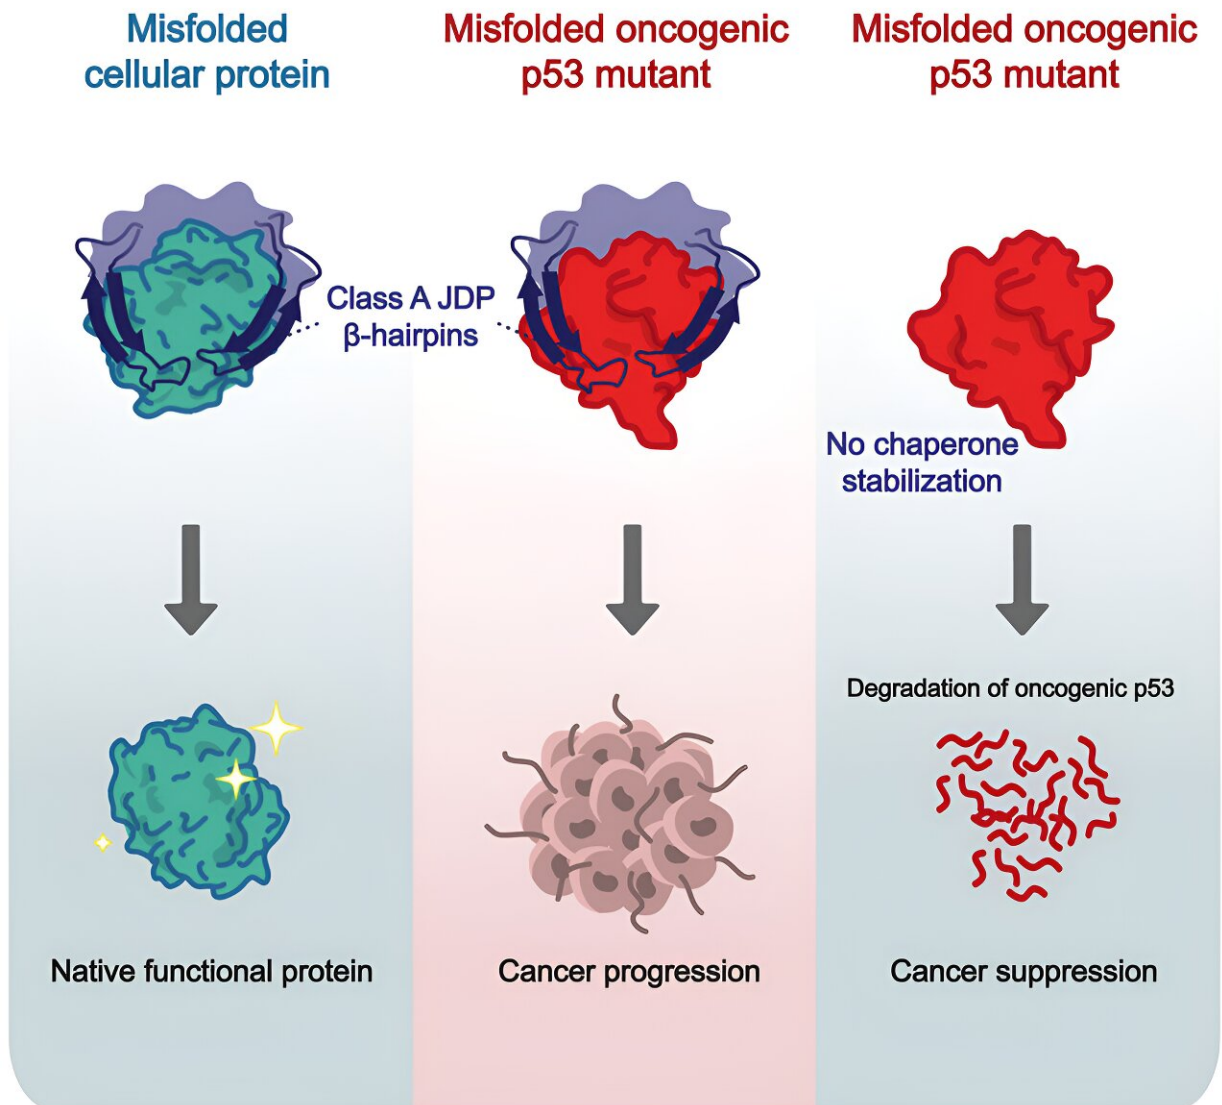 Misfolded
cellular protein
Misfolded oncogenic
p53 mutant
Misfolded oncogenic
p53 mutant
Class A JDP
β-hairpins
No chaperone
stabilization
Degradation of oncogenic p53
Native functional protein
Cancer progression
Cancer suppression